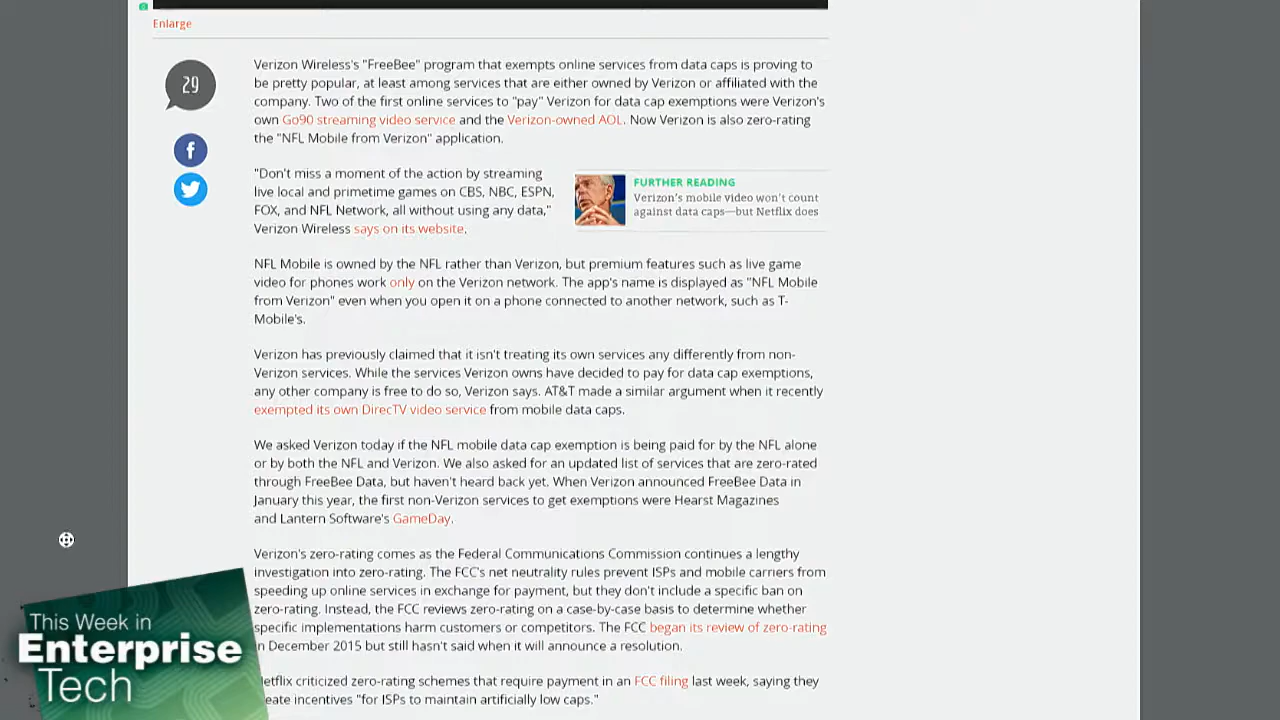 Enlarge
29
Verizon Wireless's "FreeBee" program that exempts online services from data caps is proving to
be pretty popular, at least among services that are either owned by Verizon or affiliated with the
company. Two of the first online services to "pay" Verizon for data cap exemptions were Verizon's
own Go90 streaming video service and the Verizon-owned AOL. Now Verizon is also zero-rating
the "NFL Mobile from Verizon" application.
"Don't miss a moment of the action by streaming
live local and primetime games on CBS, NBC, ESPN,
FOX, and NFL Network, all without using any data,"
Verizon Wireless says on its website.
FURTHER READING
Verizon's mobile video won't count
against data caps—but Netflix does
NFL Mobile is owned by the NFL rather than Verizon, but premium features such as live game
video for phones work only on the Verizon network. The app's name is displayed as "NFL Mobile
from Verizon" even when you open it on a phone connected to another network, such as T-
Mobile's.
Verizon has previously claimed that it isn't treating its own services any differently from non-
Verizon services. While the services Verizon owns have decided to pay for data cap exemptions,
any other company is free to do so, Verizon says. AT&T made a similar argument when it recently
exempted its own DirecTV video service from mobile data caps.
We asked Verizon today if the NFL mobile data cap exemption is being paid for by the NFL alone
or by both the NFL and Verizon. We also asked for an updated list of services that are zero-rated
through FreeBee Data, but haven't heard back yet. When Verizon announced FreeBee Data in
January this year, the first non-Verizon services to get exemptions were Hearst Magazines
and Lantern Software's GameDay.
Verizon's zero-rating comes as the Federal Communications Commission continues a lengthy
investigation into zero-rating. The FCC's net neutrality rules prevent ISPs and mobile carriers from
speeding up online services in exchange for payment, but they don't include a specific ban on
zero-rating. Instead, the FCC reviews zero-rating on a case-by-case basis to determine whether
specific implementations harm customers or competitors. The FCC began its review of zero-rating
n December 2015 but still hasn't said when it will announce a resolution.
etflix criticized zero-rating schemes that require payment in an FCC filing last week, saying they
eate incentives "for ISPs to maintain artificially low caps."
This Week in
Enterprise
Tech